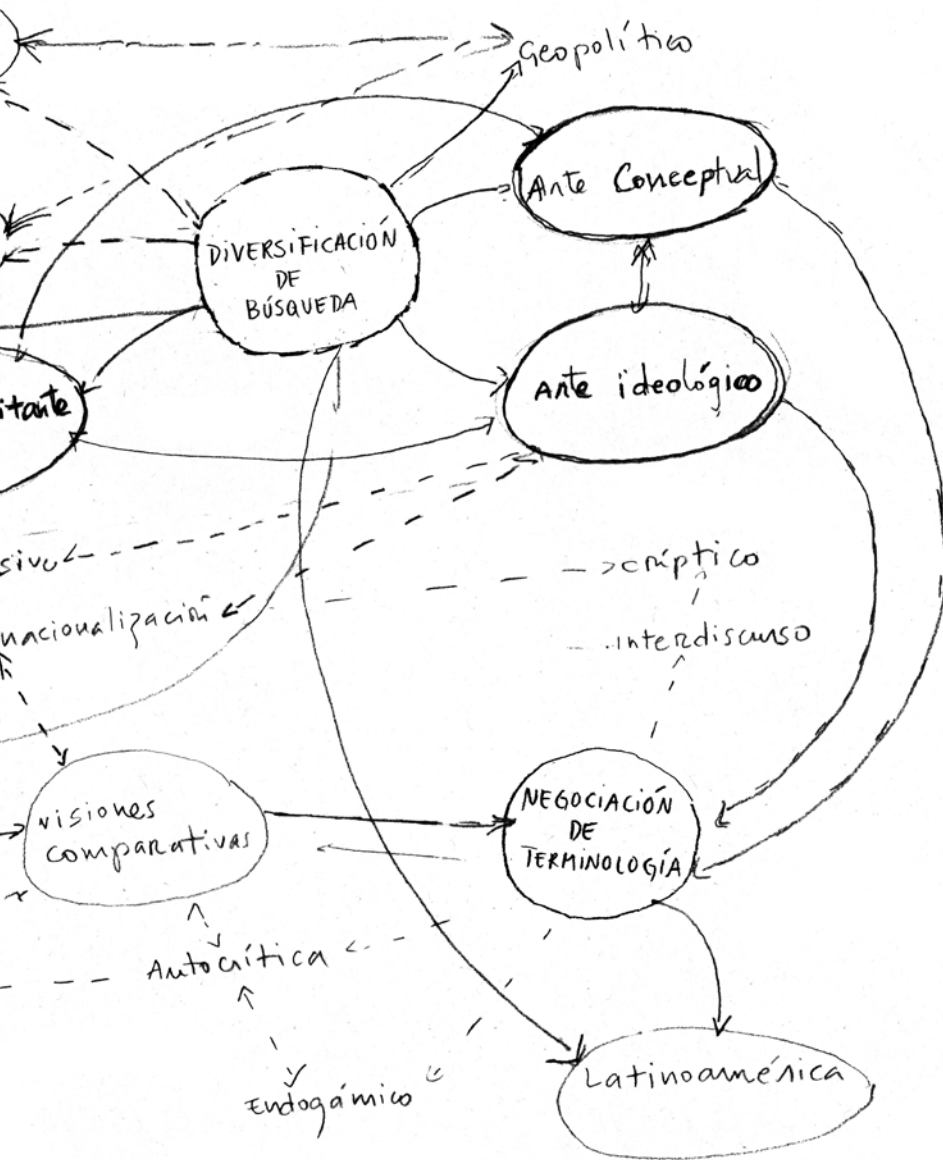 Geopolítico
Arte Conceptual
DIVERSIFICACIÓN
DE
BÚSQUEDA
Arte ideológico
itante
sivo
críptico
nacionalización
interdiscurso
visiones
comparativas
NEGOCIACIÓN
DE
TERMINOLOGÍA
Autocrítica
Latinoamérica
Endogámico